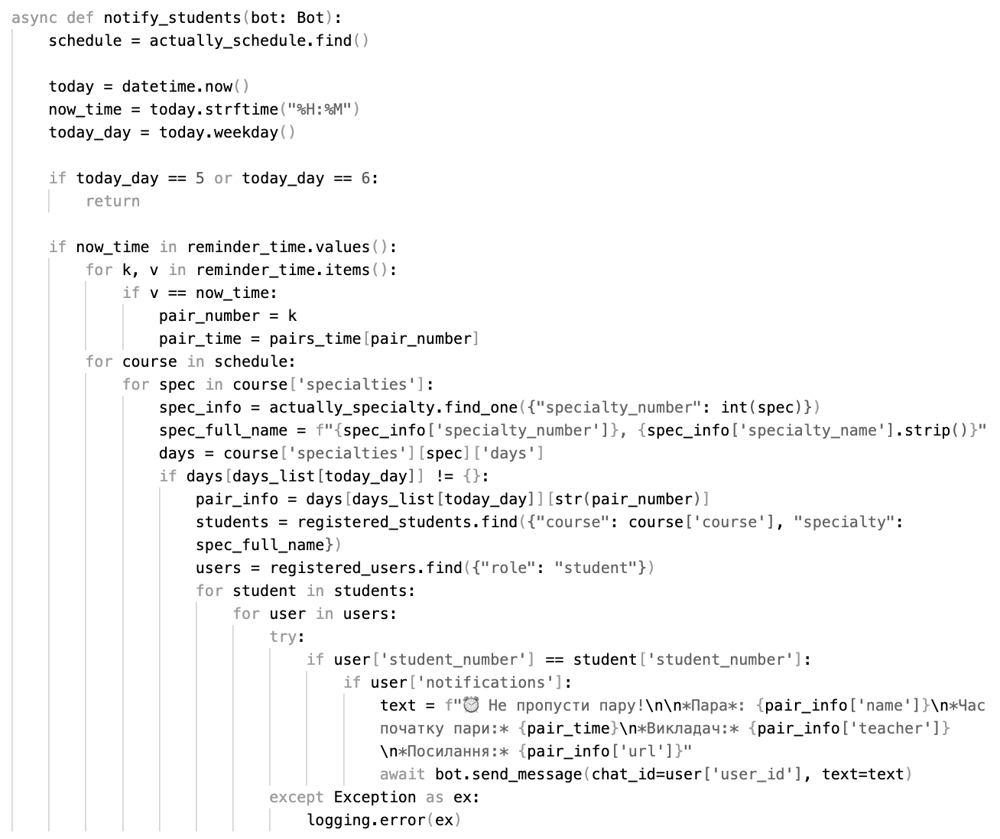 async def notify_students(bot: Bot):
    schedule = actually_schedule.find()

    today = datetime.now()
    now_time = today.strftime("%H:%M")
    today_day = today.weekday()

    if today_day == 5 or today_day == 6:
        return

    if now_time in reminder_time.values():
        for k, v in reminder_time.items():
            if v == now_time:
                pair_number = k
                pair_time = pairs_time[pair_number]
        for course in schedule:
            for spec in course['specialties']:
                spec_info = actually_specialty.find_one({"specialty_number": int(spec)})
                spec_full_name = f"{spec_info['specialty_number']}, {spec_info['specialty_name'].strip()}"
                days = course['specialties'][spec]['days']
                if days[days_list[today_day]] != {}:
                    pair_info = days[days_list[today_day]][str(pair_number)]
                    students = registered_students.find({"course": course['course'], "specialty":
                    spec_full_name})
                    users = registered_users.find({"role": "student"})
                    for student in students:
                        for user in users:
                            try:
                                if user['student_number'] == student['student_number']:
                                    if user['notifications']:
                                        text = f"⏰ Не пропусти пару!\n\n*Пара*: {pair_info['name']}\n*Час
                                        початку пари:* {pair_time}\n*Викладач:* {pair_info['teacher']}
                                        \n*Посилання:* {pair_info['url']}"
                                        await bot.send_message(chat_id=user['user_id'], text=text)
                            except Exception as ex:
                                logging.error(ex)